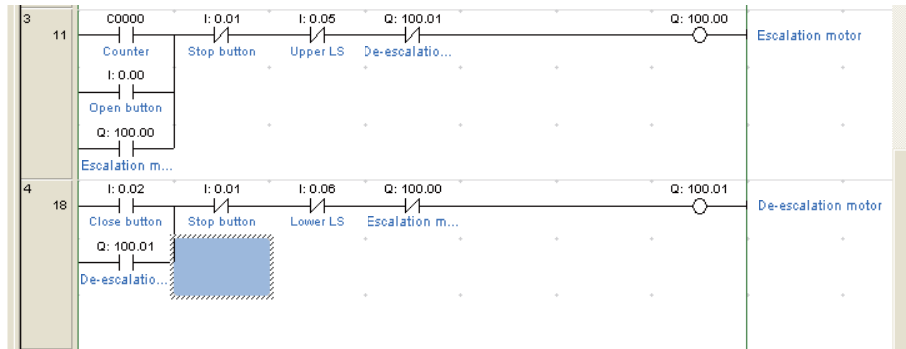 3
C0000 I: 0.01 I: 0.05 Q: 100.01 Q: 100.00
11
Escalation motor
Counter Stop button Upper LS De-escalatio...
I: 0.00
Open button
Q: 100.00
Escalation m...
4
I: 0.02 I: 0.01 I: 0.06 Q: 100.00 Q: 100.01
18
De-escalation motor
Close button Stop button Lower LS Escalation m...
Q: 100.01
De-escalatio...